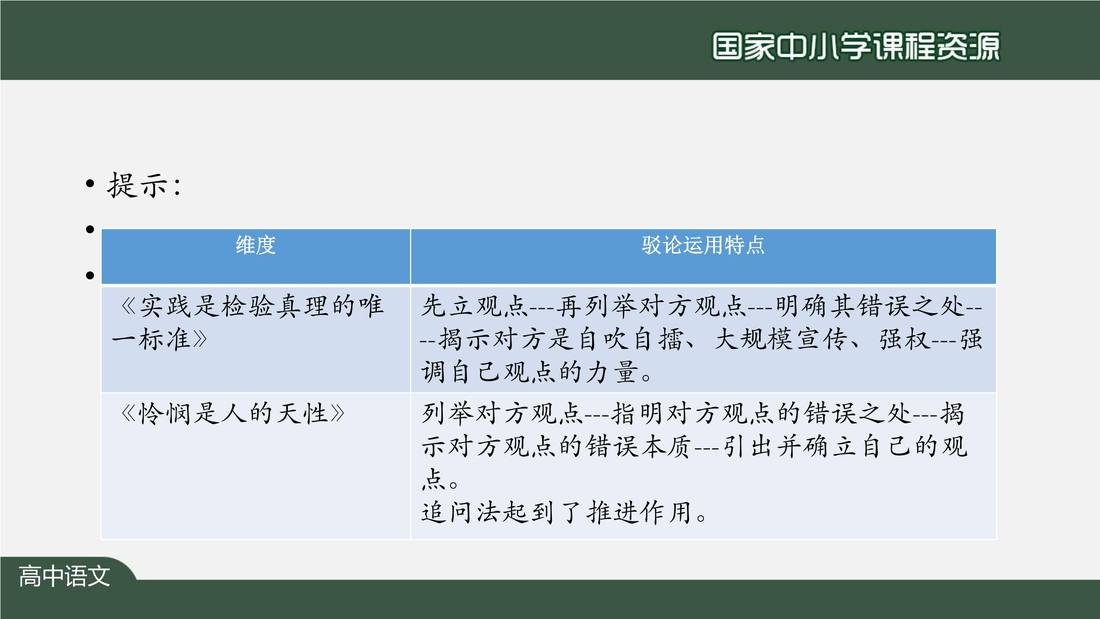 国家中小学课程资源
• 提示：
•
•
维度
驳论运用特点
《实践是检验真理的唯
一标准》
先立观点---再列举对方观点---明确其错误之处--
--揭示对方是自吹自擂、大规模宣传、强权---强
调自己观点的力量。
《怜悯是人的天性》
列举对方观点---指明对方观点的错误之处---揭
示对方观点的错误本质---引出并确立自己的观
点。
追问法起到了推进作用。
高中语文